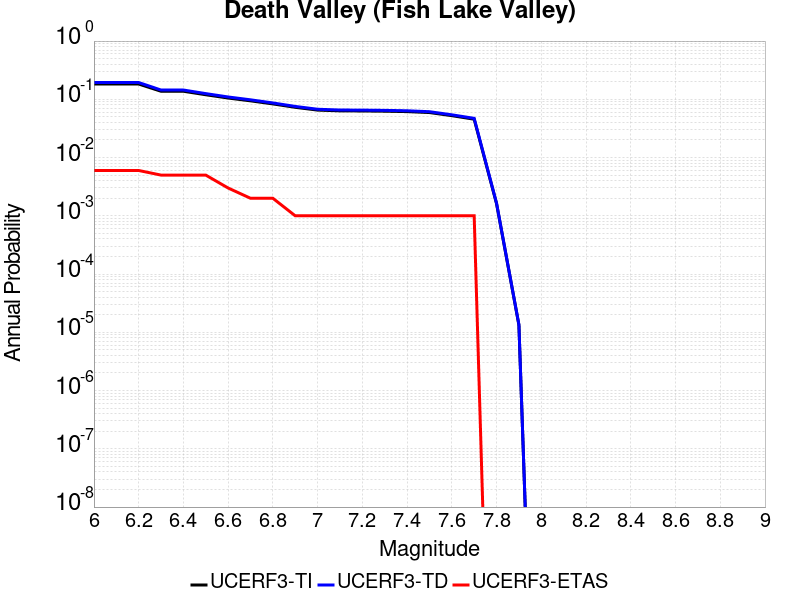 Death Valley (Fish Lake Valley)
Annual Probability
10^0
10^-1
10^-2
10^-3
10^-4
10^-5
10^-6
10^-7
10^-8
6 6.2 6.4 6.6 6.8 7 7.2 7.4 7.6 7.8 8 8.2 8.4 8.6 8.8 9
Magnitude
UCERF3-TI UCERF3-TD UCERF3-ETAS